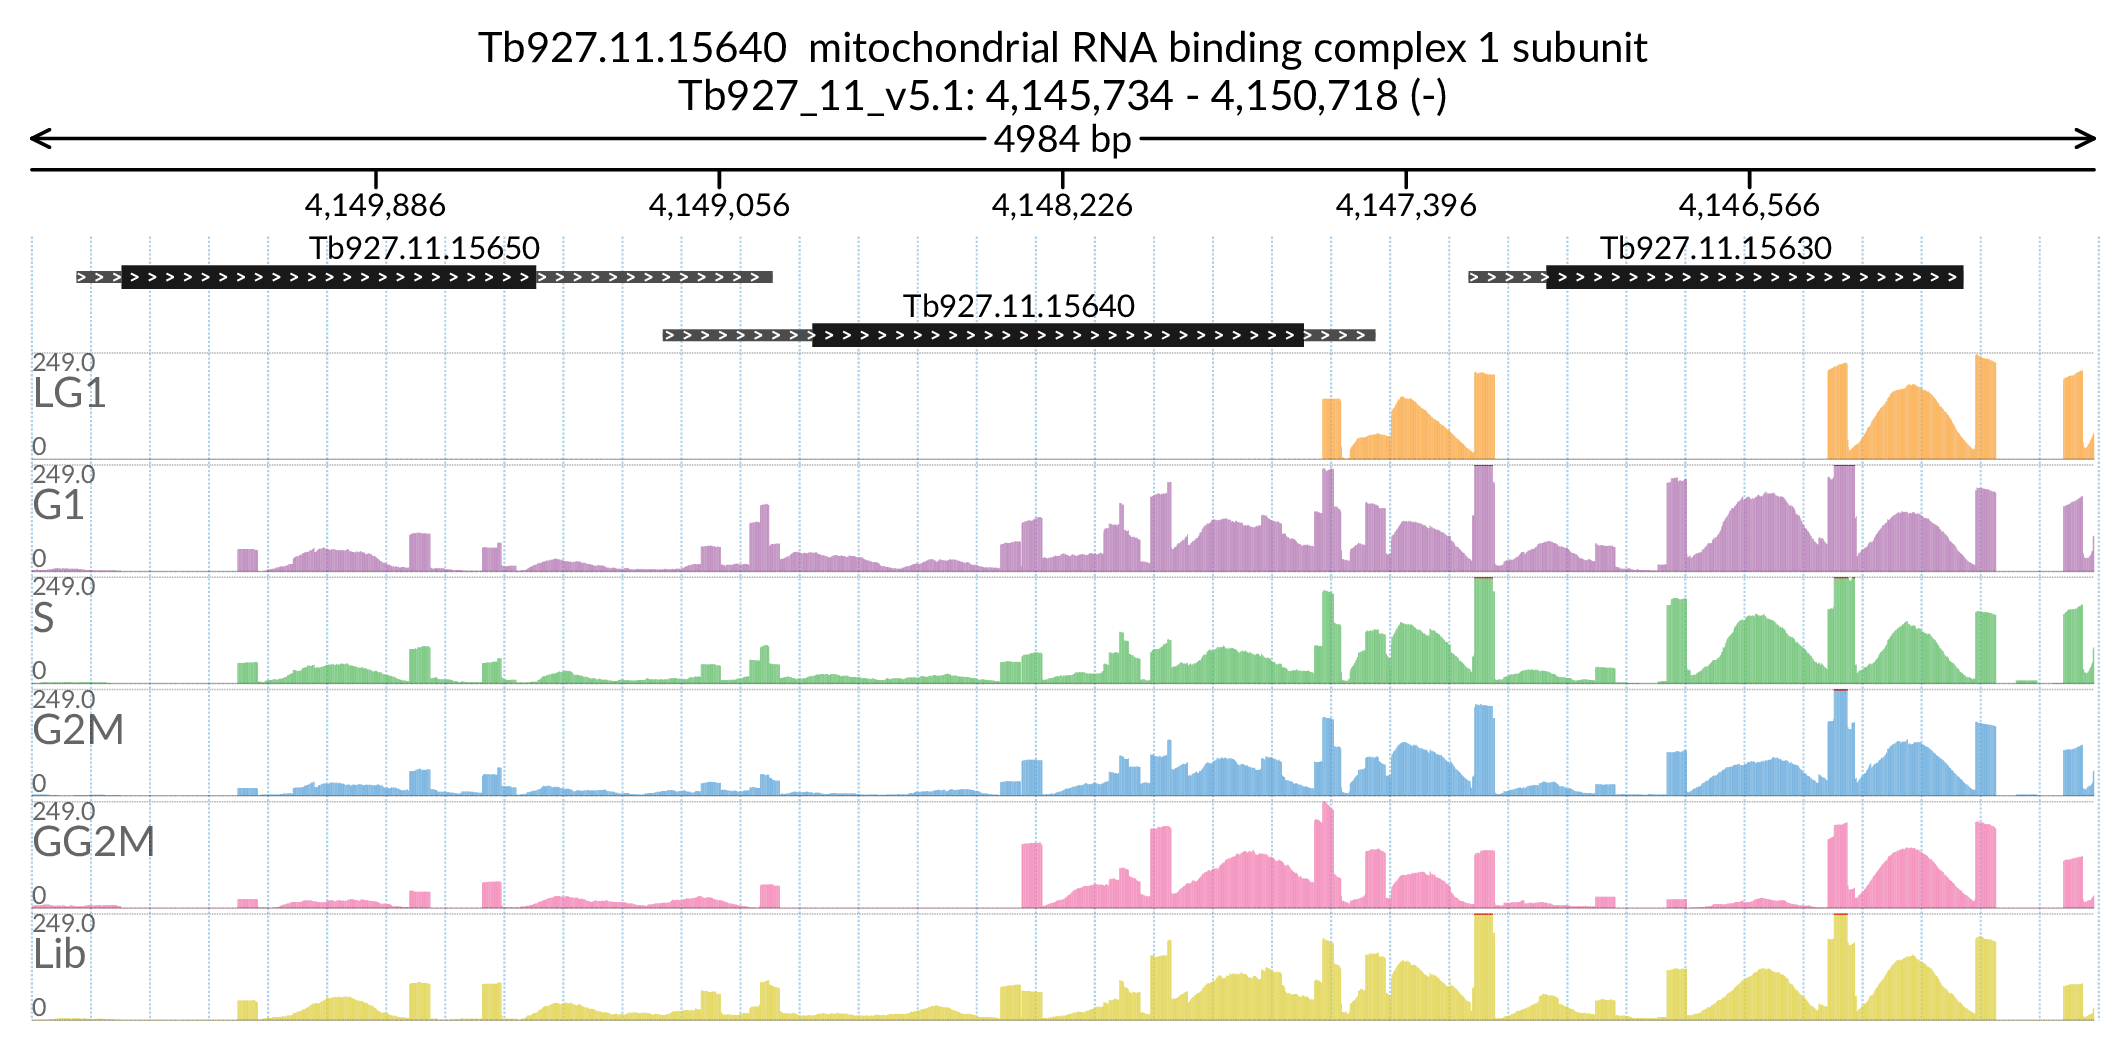 Tb927.11.15640 mitochondrial RNA binding complex 1 subunit
Tb927_11_v5.1: 4,145,734 - 4,150,718 (-)
4984 bp
4,149,886 4,149,056 4,148,226 4,147,396 4,146,566
Tb927.11.15650 Tb927.11.15630
Tb927.11.15640
249.0
LG1
0
249.0
G1
0
249.0
S
0
249.0
G2M
0
249.0
GG2M
0
249.0
Lib
0